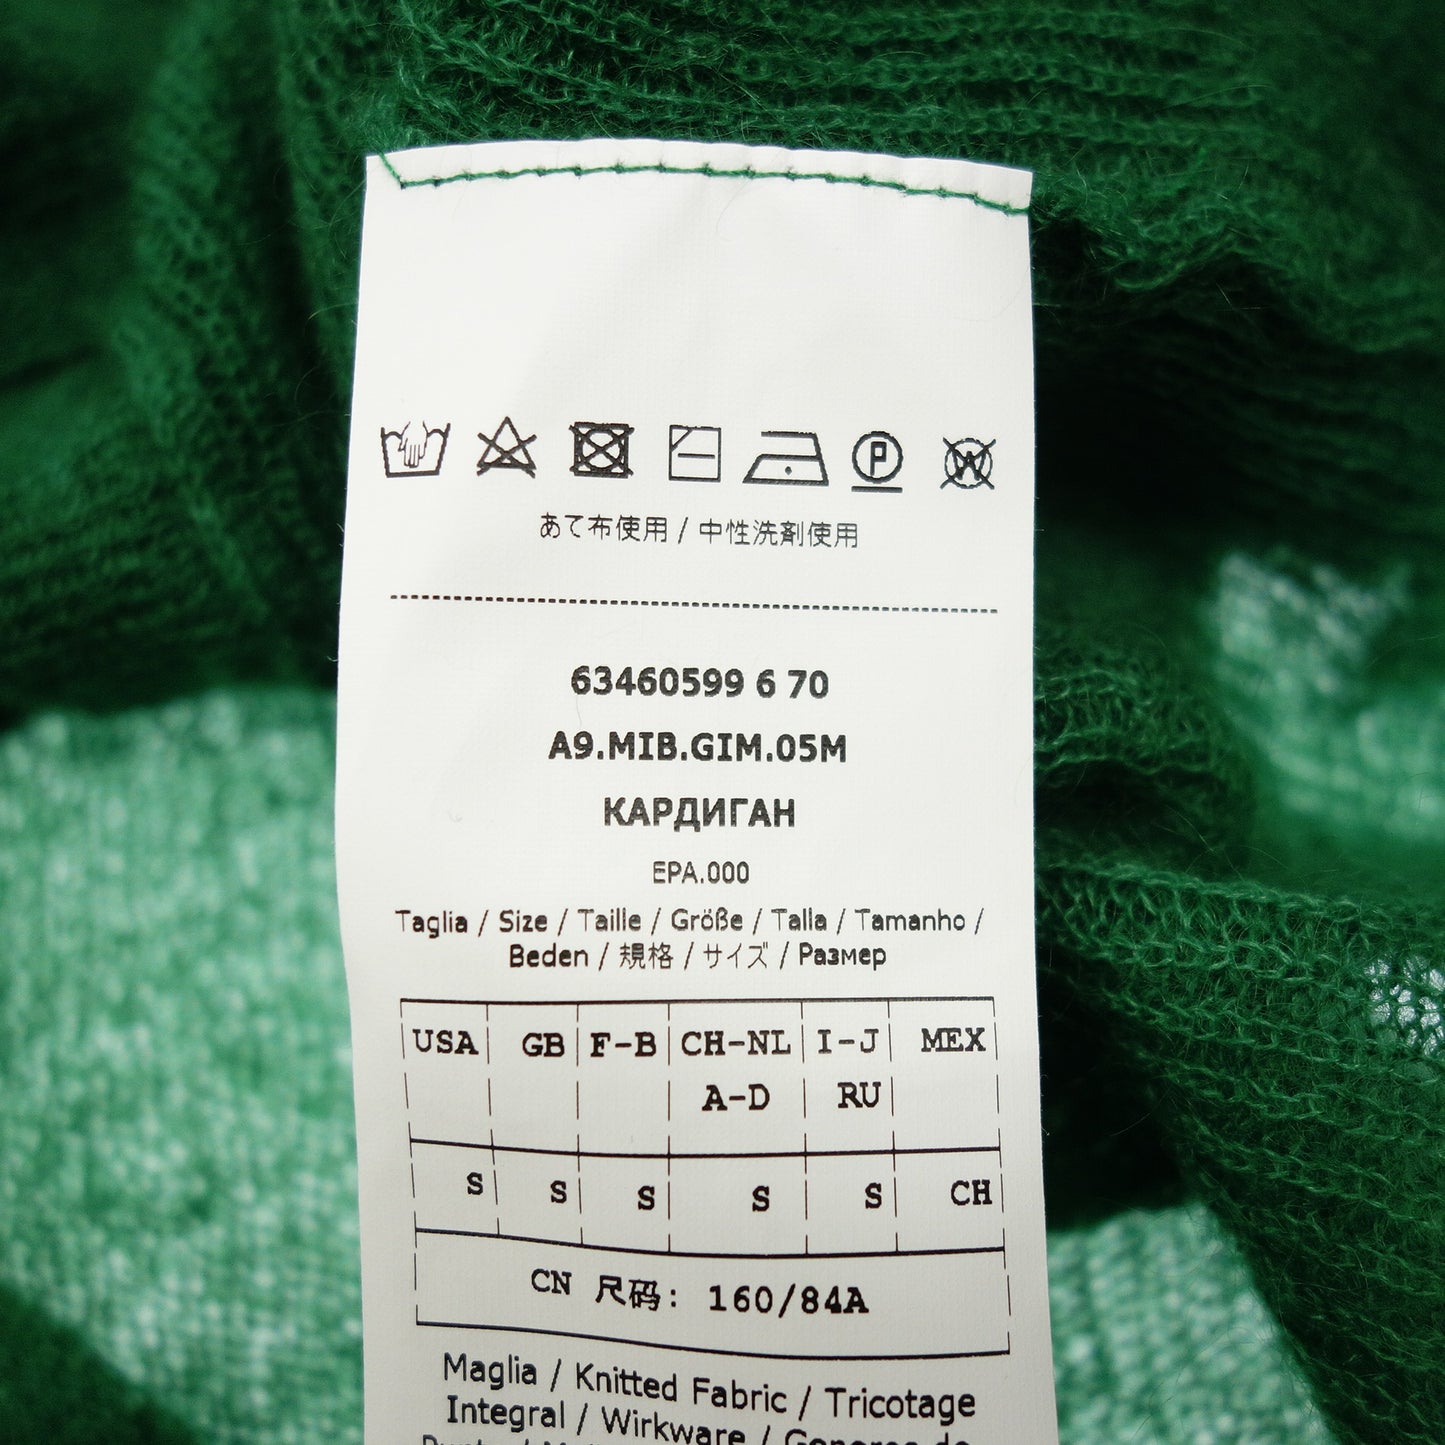 あて布使用 / 中性洗剤使用
63460599 6 70
A9.MIB.GIM.05M
КАРДИГАН
EPA.000
Taglia / Size / Taille / Größe / Talla / Tamanho /
Beden / 規格 / サイズ / Размер
USA GB F-B CH-NL I-J MEX
A-D RU
S S S S S CH
CN 尺码: 160/84A
Maglia / Knitted Fabric / Tricotage
Integral / Wirkware / Generos de